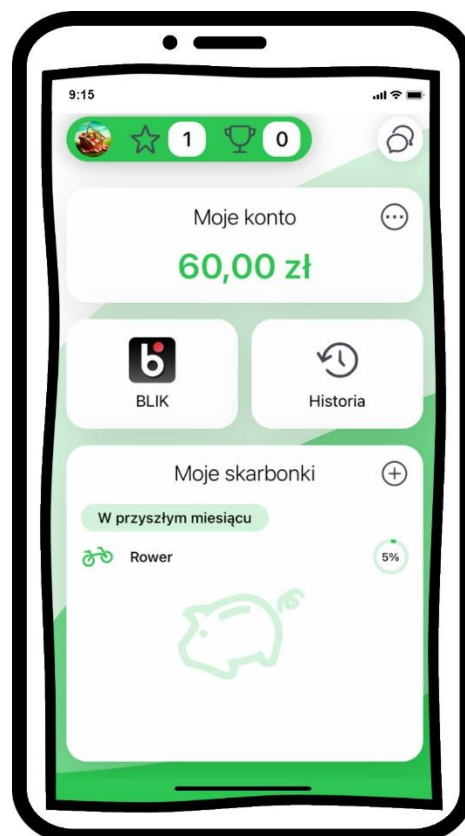 9:15
1 0
Moje konto
60,00 zł
BLIK
Historia
Moje skarbonki
W przyszłym miesiącu
Rower
5%